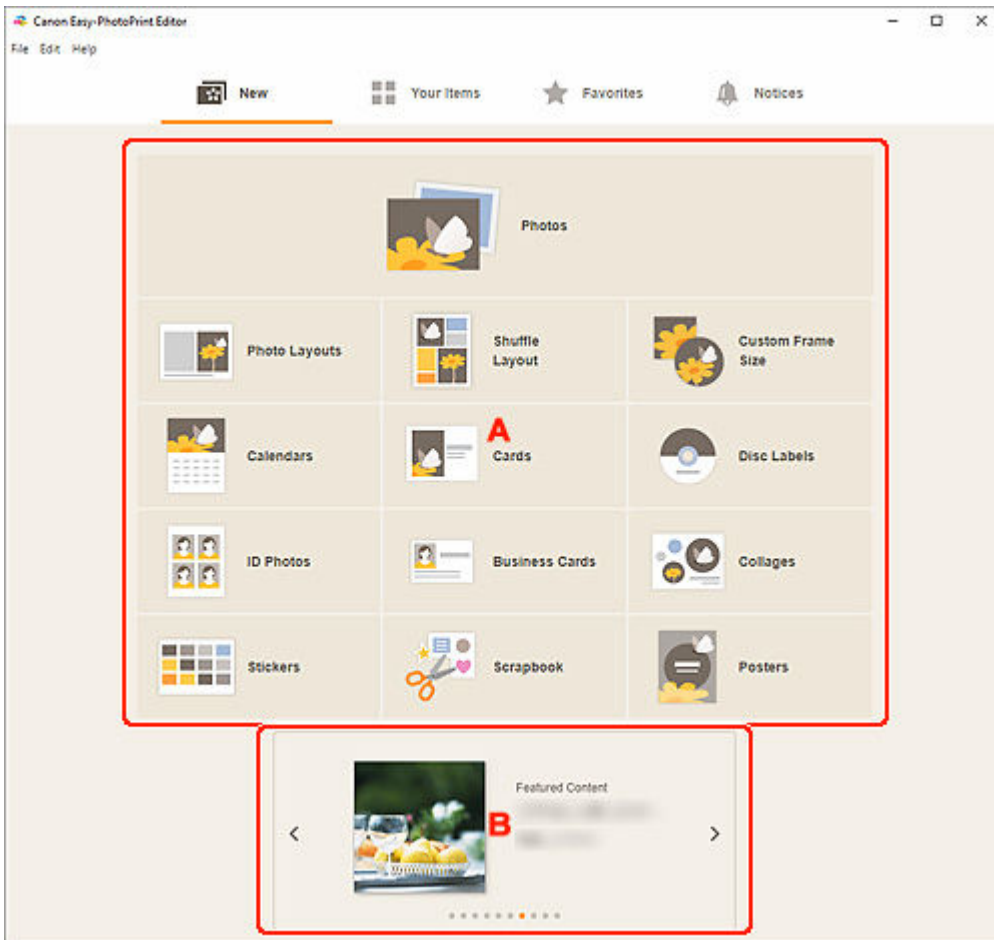 Canon Easy-PhotoPrint Editor
File Edit Help
New Your Items Favorites Notices
Photos
Photo Layouts
Shuffle
Layout
Custom Frame
Size
Calendars
A
Cards
Disc Labels
ID Photos
Business Cards
Collages
Stickers
Scrapbook
Posters
Featured Content
B